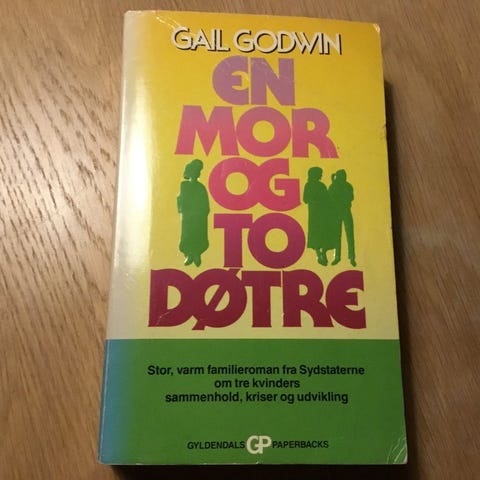 GAIL GODWIN
EN
MOR
OG
TO
DØTRE
Stor, varm familieroman fra Sydstaterne
om tre kvinders
sammenhold, kriser og udvikling
GYLDENDALS GP PAPERBACKS